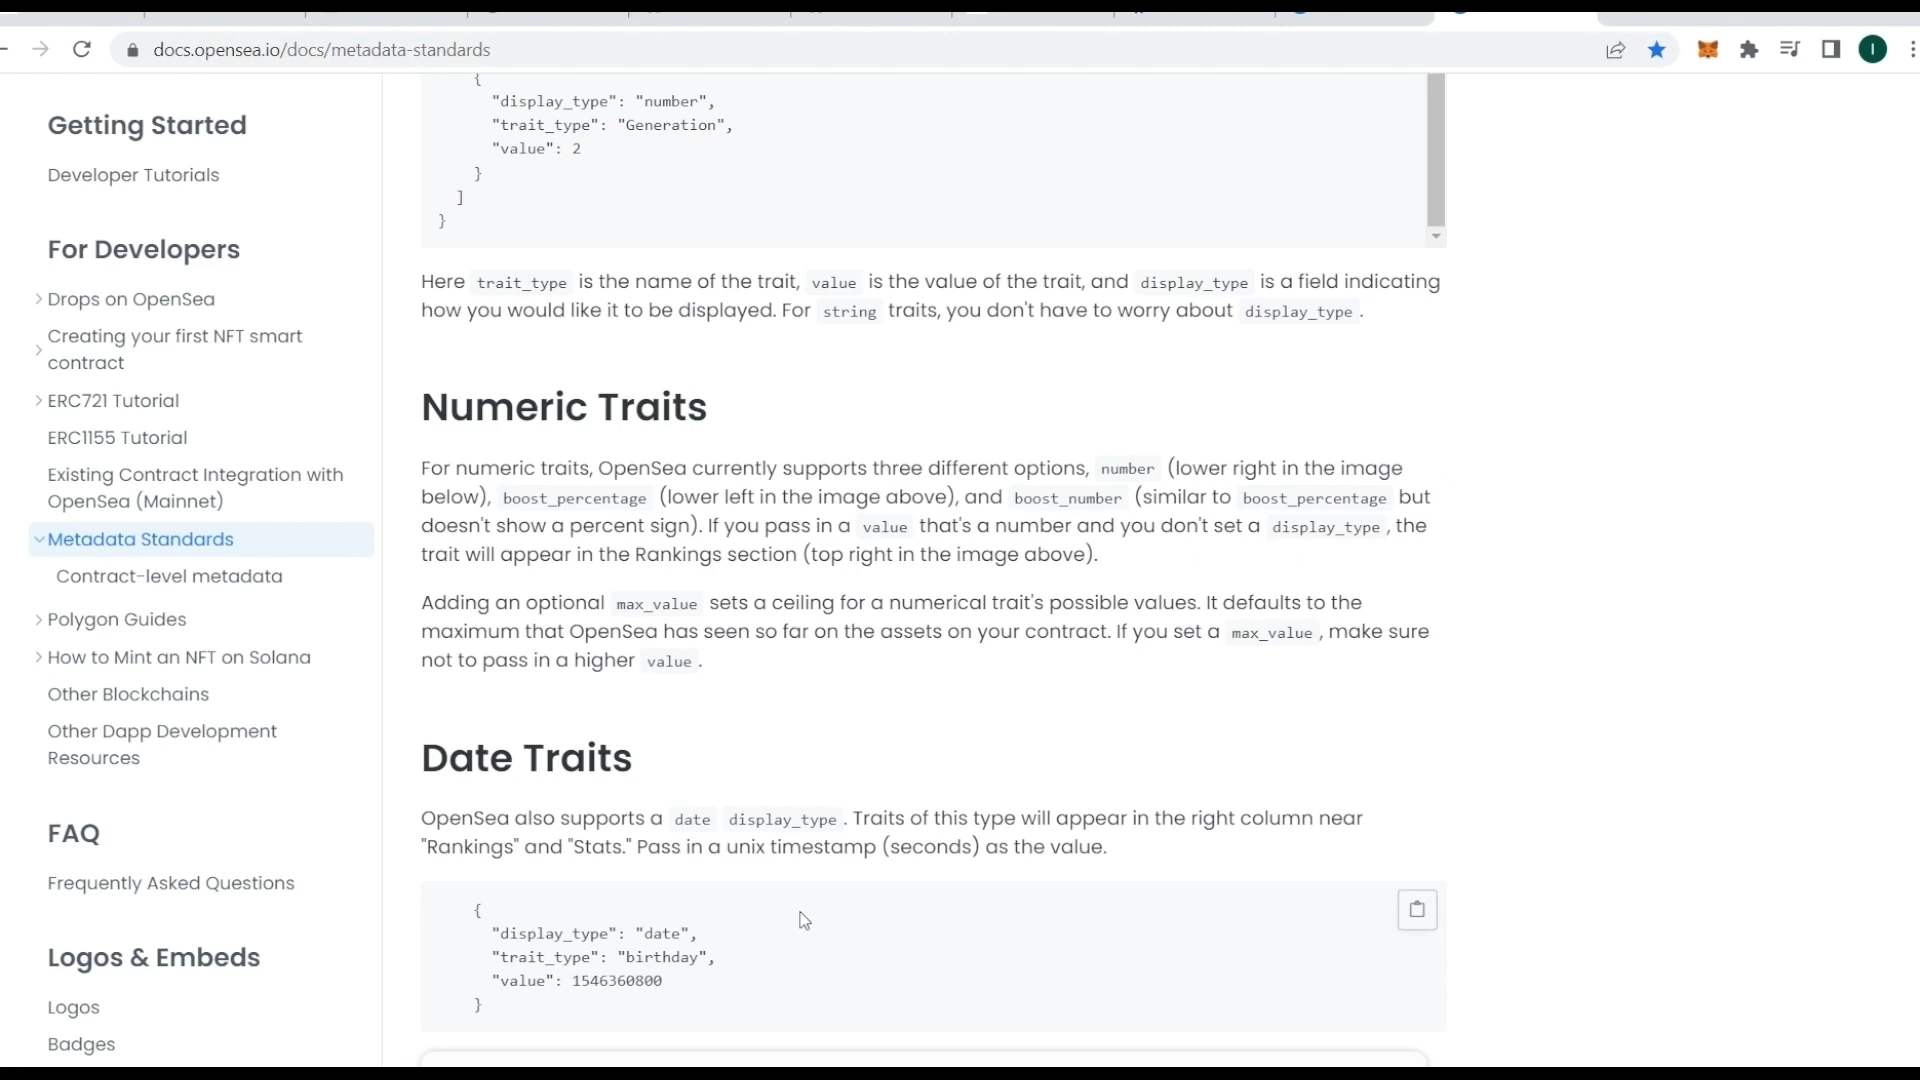 docs.opensea.io/docs/metadata-standards
I
Getting Started
Developer Tutorials
For Developers
Drops on OpenSea
Creating your first NFT smart
contract
ERC721 Tutorial
ERC1155 Tutorial
Existing Contract Integration with
OpenSea (Mainnet)
Metadata Standards
Contract-level metadata
Polygon Guides
How to Mint an NFT on Solana
Other Blockchains
Other Dapp Development
Resources
FAQ
Frequently Asked Questions
Logos & Embeds
Logos
Badges
{
"display_type": "number",
"trait_type": "Generation",
"value": 2
}
]
}
Here trait_type is the name of the trait, value is the value of the trait, and display_type is a field indicating
how you would like it to be displayed. For string traits, you don't have to worry about display_type .
Numeric Traits
For numeric traits, OpenSea currently supports three different options, number (lower right in the image
below), boost_percentage (lower left in the image above), and boost_number (similar to boost_percentage but
doesn't show a percent sign). If you pass in a value that's a number and you don't set a display_type , the
trait will appear in the Rankings section (top right in the image above).
Adding an optional max_value sets a ceiling for a numerical trait's possible values. It defaults to the
maximum that OpenSea has seen so far on the assets on your contract. If you set a max_value , make sure
not to pass in a higher value .
Date Traits
OpenSea also supports a date display_type . Traits of this type will appear in the right column near
"Rankings" and "Stats." Pass in a unix timestamp (seconds) as the value.
{
"display_type": "date",
"trait_type": "birthday",
"value": 1546360800
}